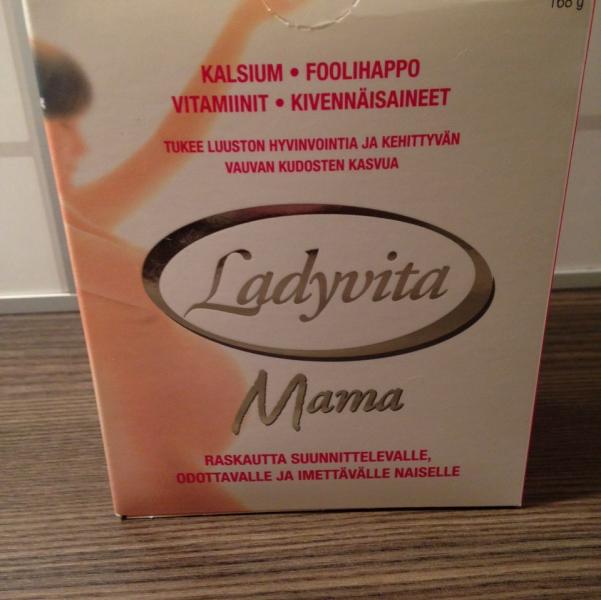 168 g
KALSIUM • FOOLIHAPPO
VITAMIINIT • KIVENNÄISAINEET
TUKEE LUUSTON HYVINVOINTIA JA KEHITTYVÄN
VAUVAN KUDOSTEN KASVUA
Ladyvita
Mama
RASKAUTTA SUUNNITTELEVALLE,
ODOTTAVALLE JA IMETTÄVÄLLE NAISELLE